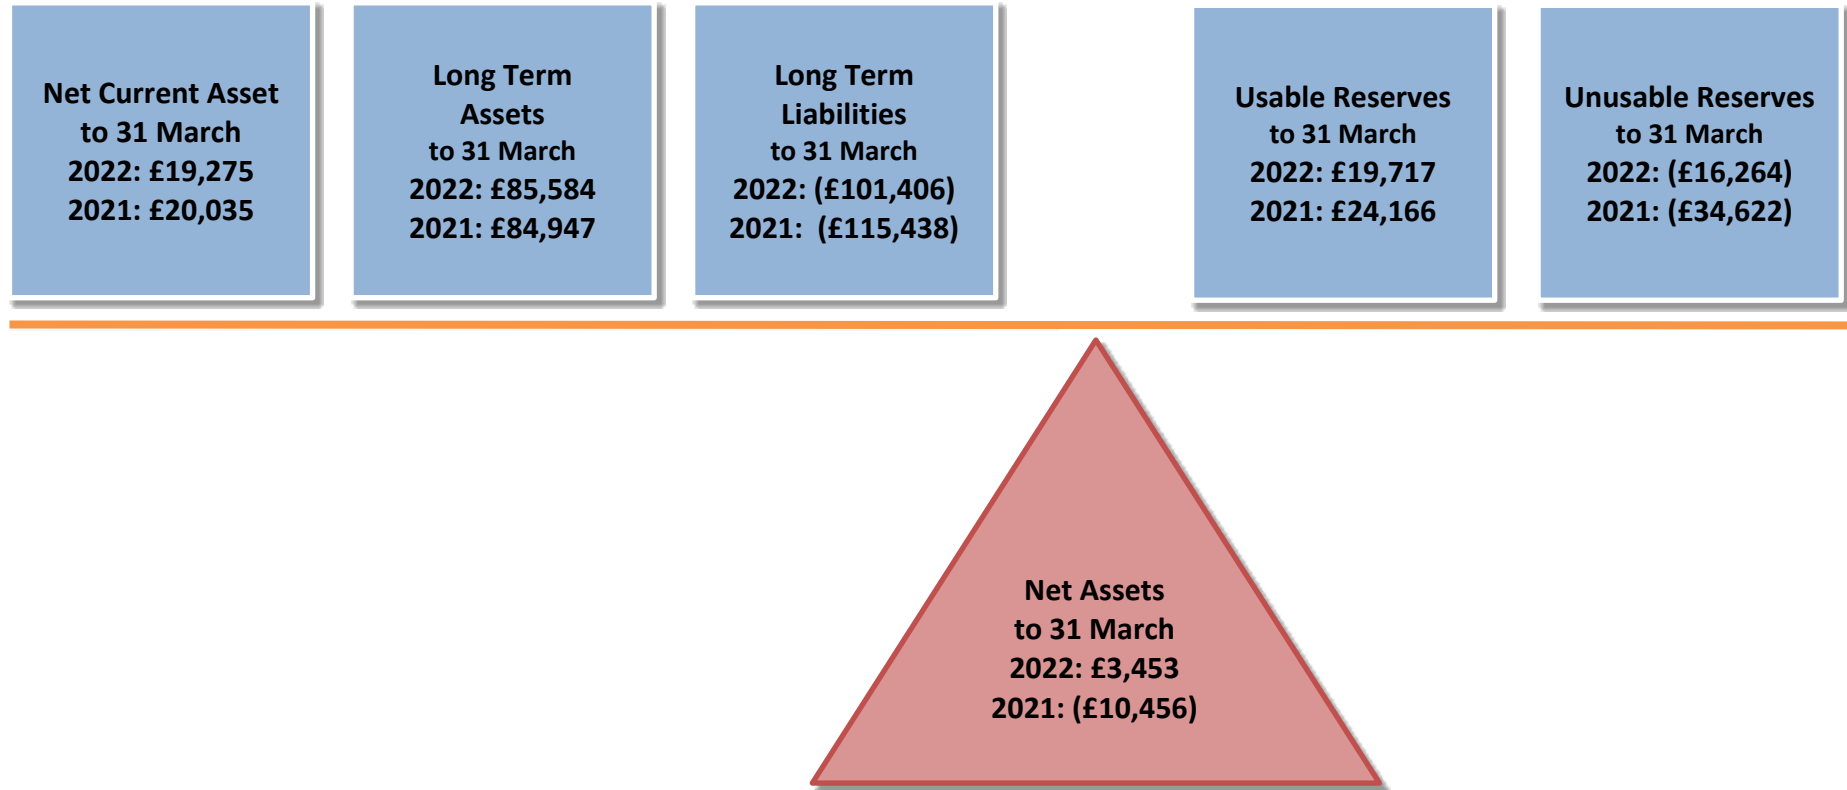 Net Current Asset
to 31 March
2022: £19,275
2021: £20,035
Long Term
Assets
to 31 March
2022: £85,584
2021: £84,947
Long Term
Liabilities
to 31 March
2022: (£101,406)
2021: (£115,438)
Usable Reserves
to 31 March
2022: £19,717
2021: £24,166
Unusable Reserves
to 31 March
2022: (£16,264)
2021: (£34,622)
Net Assets
to 31 March
2022: £3,453
2021: (£10,456)